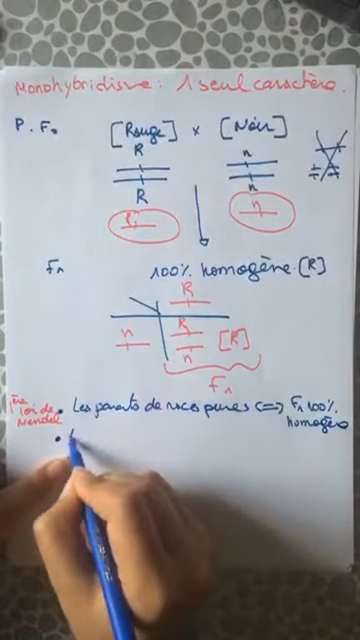 Monohybridisme : 1 seul caractère.
P. F₀ [Rouge] x [Noir]
R n
R n
R n
F₁ 100% homogène [R]
R
n R [R]
n
F₁
1ère loi de Mendel • Les parents de races pures <=> F₁ 100% homogène
•